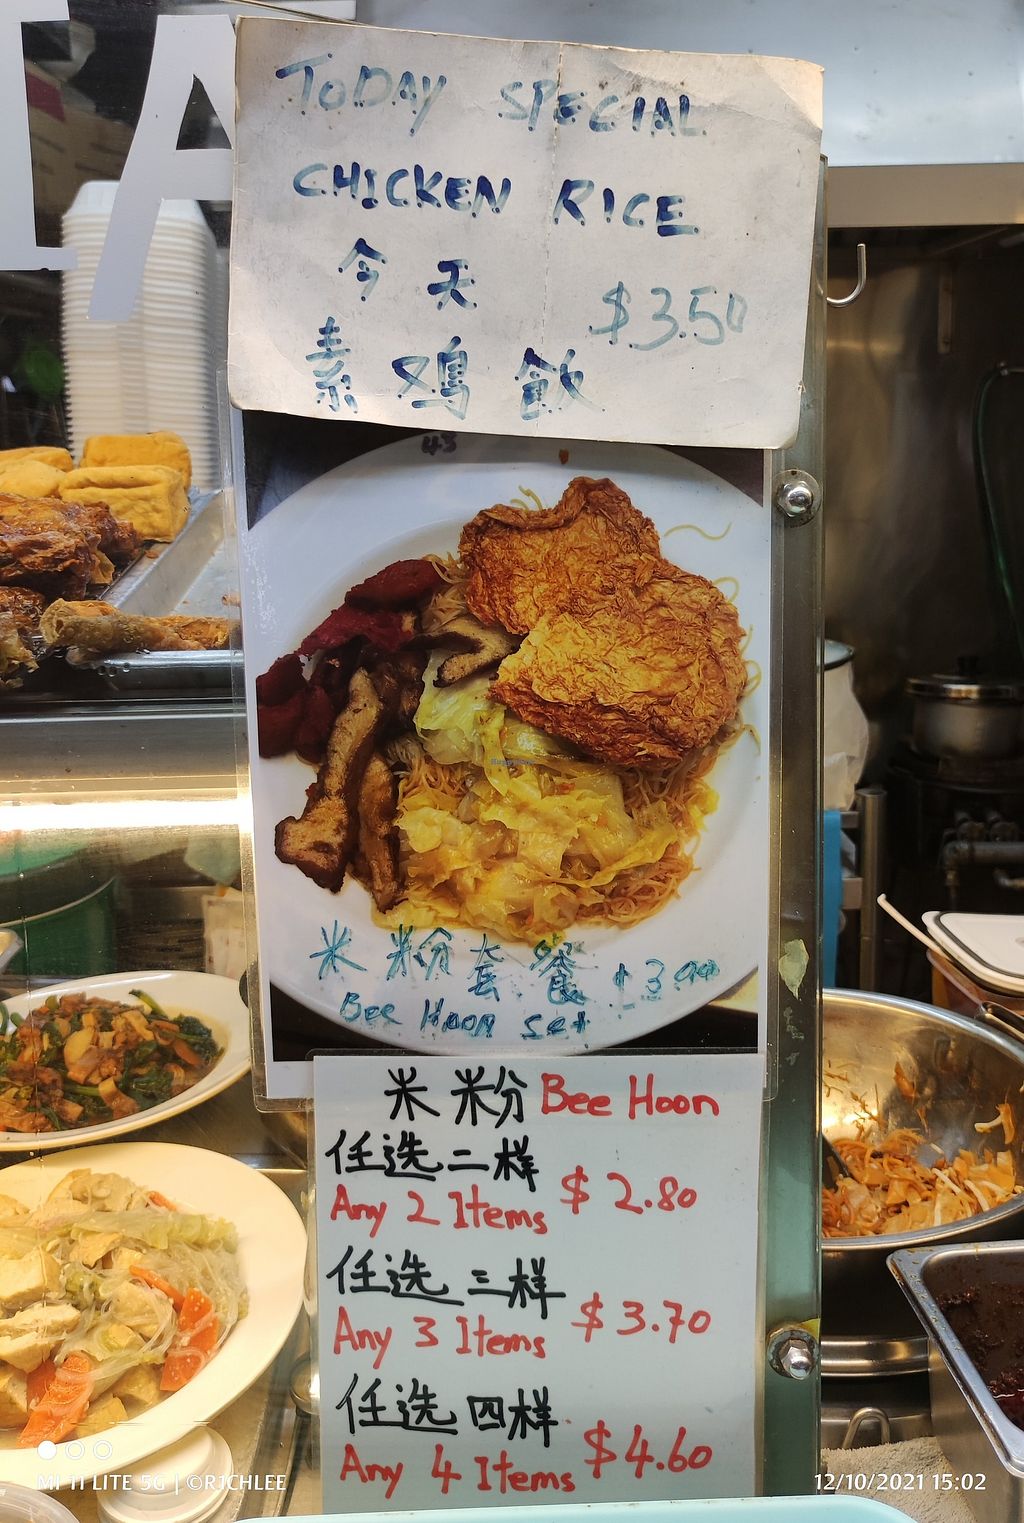 TODAY SPECIAL
CHICKEN RICE
今天
$3.50
素鸡飯
43
米粉套餐
Bee Hoon set
米粉 Bee Hoon
任选二样
Any 2 Items $2.80
任选三样
Any 3 Items $3.70
任选四样
Any 4 Items $4.60
MI 11 LITE 5G | ©R1CHLEE
12/10/2021 15:02